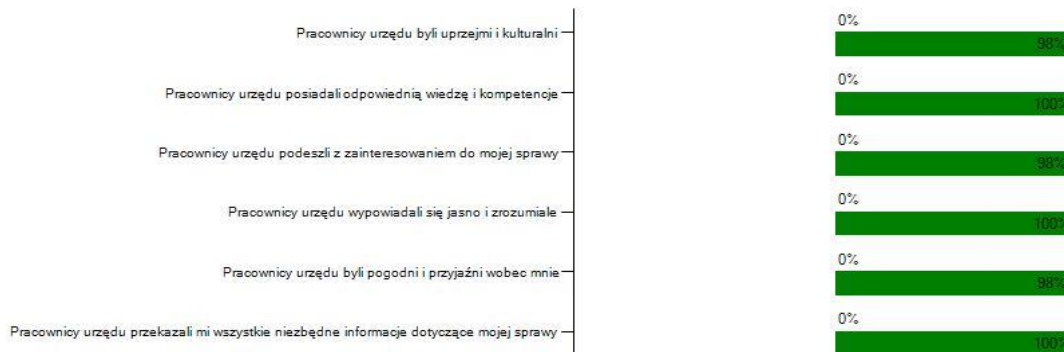 0%
Pracownicy urzędu byli uprzejmi i kulturalni
98%
0%
Pracownicy urzędu posiadali odpowiednią wiedzę i kompetencje
100%
0%
Pracownicy urzędu podeszli z zainteresowaniem do mojej sprawy
98%
0%
Pracownicy urzędu wypowiadali się jasno i zrozumiale
100%
0%
Pracownicy urzędu byli pogodni i przyjaźni wobec mnie
98%
0%
Pracownicy urzędu przekazali mi wszystkie niezbędne informacje dotyczące mojej sprawy
100%